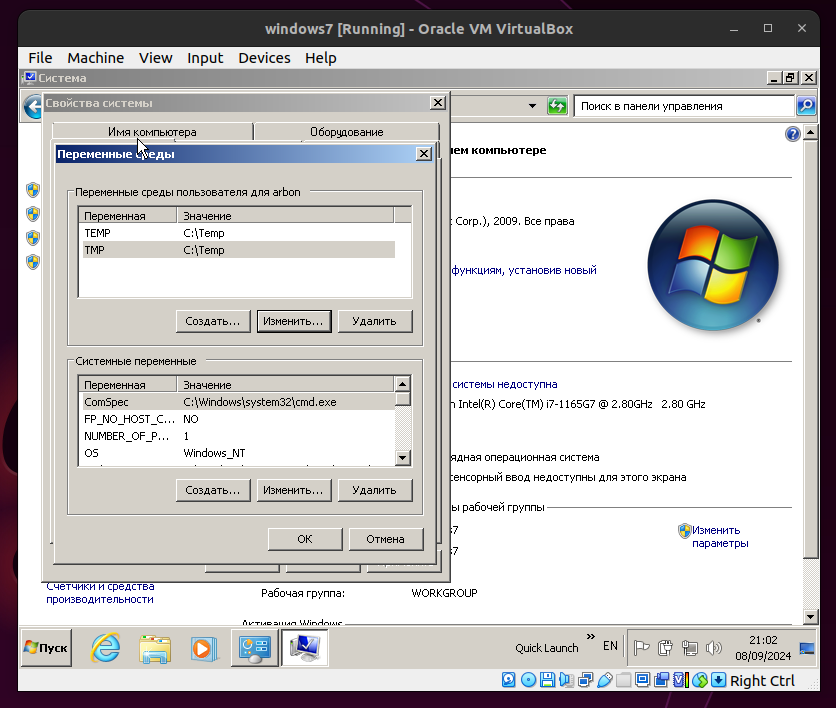 windows7 [Running] - Oracle VM VirtualBox
File Machine View Input Devices Help
Система
Свойства системы
Поиск в панели управления
Имя компьютера
Оборудование
Переменные среды
ем компьютере
Переменные среды пользователя для arbon
Переменная Значение
TEMP C:\Temp
TMP C:\Temp
t Corp.), 2009. Все права
функциям, установив новый
Создать... Изменить... Удалить
Системные переменные
Переменная Значение
ComSpec C:\Windows\system32\cmd.exe
FP_NO_HOST_C... NO
NUMBER_OF_P... 1
OS Windows_NT
системы недоступна
Intel(R) Core(TM) i7-1165G7 @ 2.80GHz 2.80 GHz
ядная операционная система
сенсорный ввод недоступны для этого экрана
Создать... Изменить... Удалить
ы рабочей группы
s7
Изменить
параметры
s7
OK Отмена
Счетчики и средства
производительности
Рабочая группа: WORKGROUP
Активация Windows
Пуск
Quick Launch
»
EN
21:02
08/09/2024
Right Ctrl